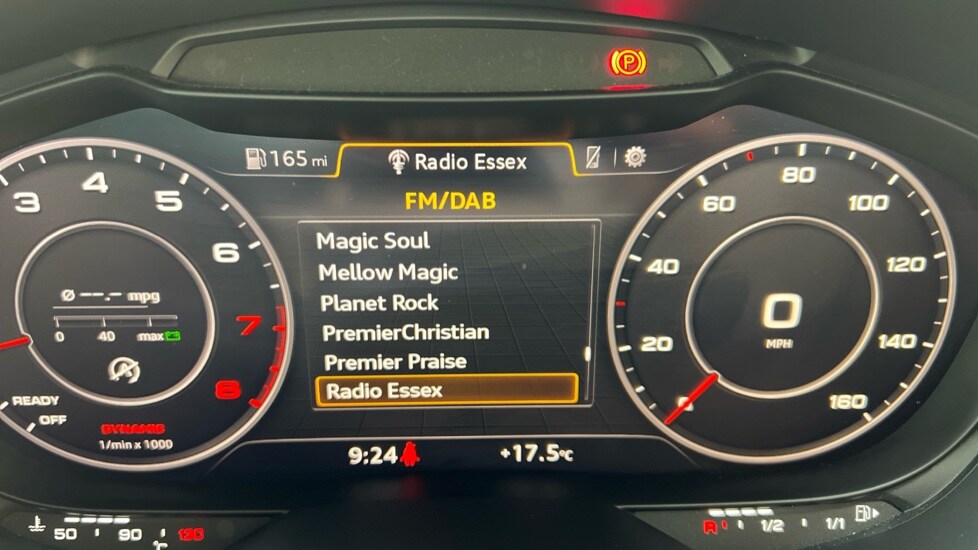 P
165 mi
Radio Essex
FM/DAB
Magic Soul
Mellow Magic
Planet Rock
PremierChristian
Premier Praise
Radio Essex
3 4 5 6 7 8
Ø --.- mpg
0 40 max
READY
OFF
DYNAMIC
1/min x 1000
0 20 40 60 80 100 120 140 160
0
MPH
9:24
+17.5°C
50 90 130
°C
R 1/2 1/1